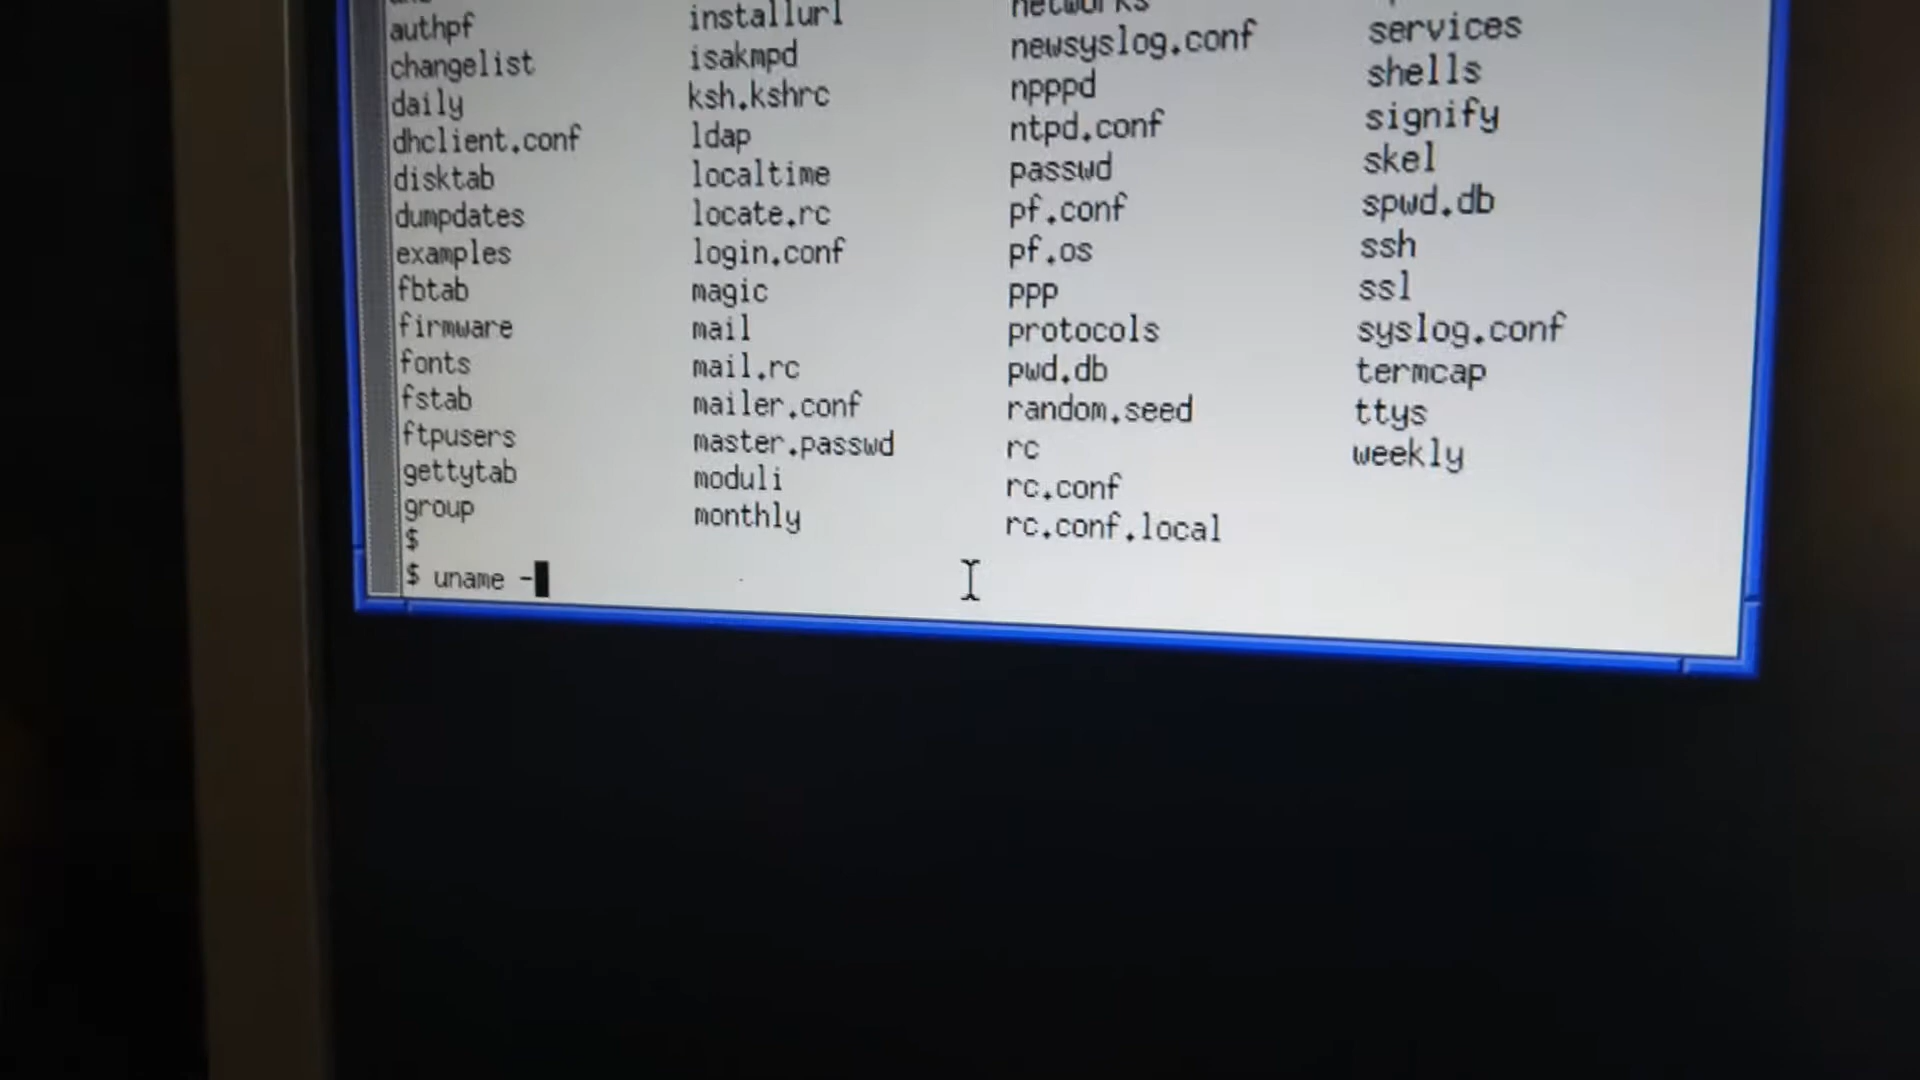 authpf installurl networks services
changelist isakmpd newsyslog.conf shells
daily ksh.kshrc npppd signify
dhclient.conf ldap ntpd.conf skel
disktab localtime passwd spwd.db
dumpdates locate.rc pf.conf ssh
examples login.conf pf.os ssl
fbtab magic ppp syslog.conf
firmware mail protocols termcap
fonts mail.rc pwd.db ttys
fstab mailer.conf random.seed weekly
ftpusers master.passwd rc
gettytab moduli rc.conf
group monthly rc.conf.local
$
$ uname -